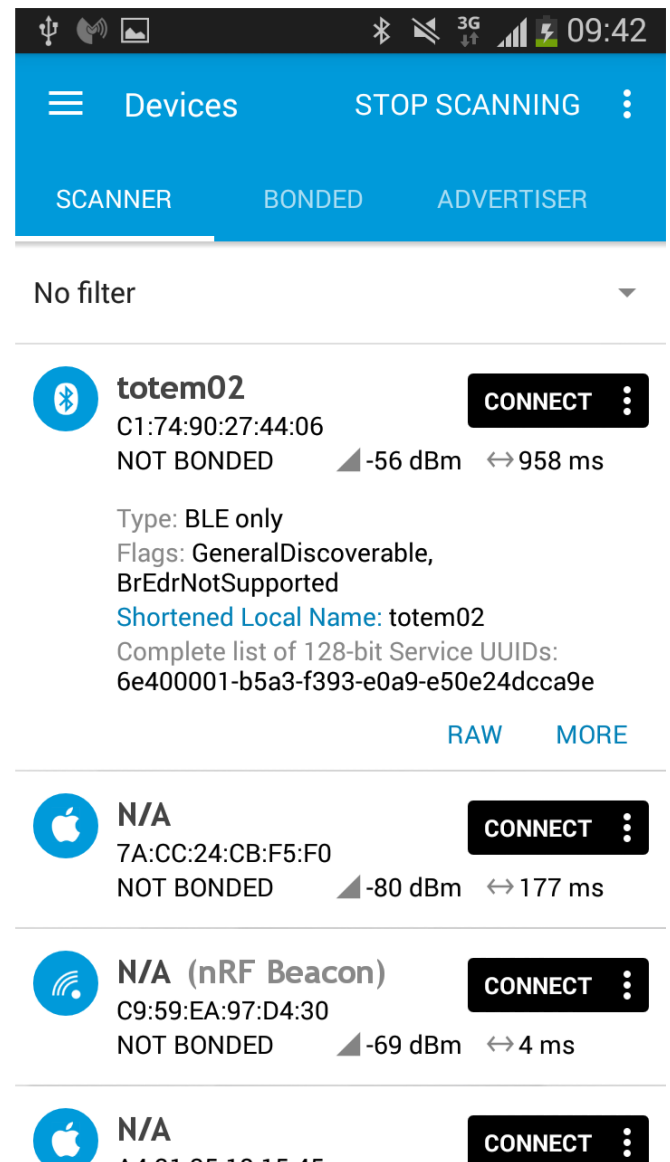 3G 09:42
Devices STOP SCANNING
SCANNER BONDED ADVERTISER
No filter
totem02 CONNECT
C1:74:90:27:44:06
NOT BONDED -56 dBm 958 ms
Type: BLE only
Flags: GeneralDiscoverable,
BrEdrNotSupported
Shortened Local Name: totem02
Complete list of 128-bit Service UUIDs:
6e400001-b5a3-f393-e0a9-e50e24dcca9e
RAW MORE
N/A CONNECT
7A:CC:24:CB:F5:F0
NOT BONDED -80 dBm 177 ms
N/A (nRF Beacon) CONNECT
C9:59:EA:97:D4:30
NOT BONDED -69 dBm 4 ms
N/A CONNECT